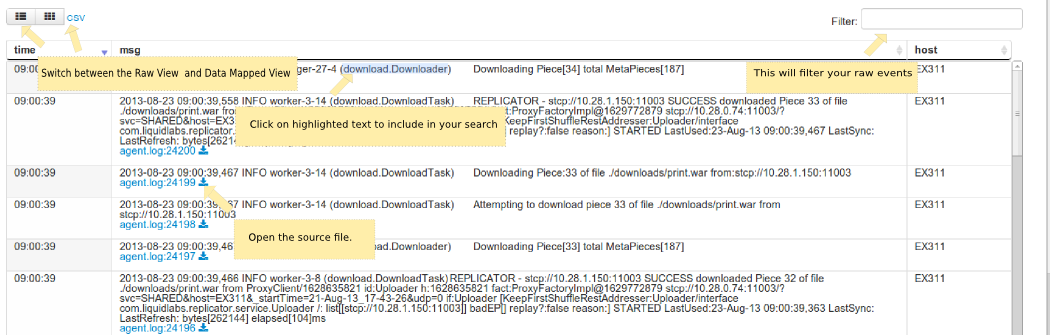 csv
Filter:
time msg host
Switch between the Raw View and Data Mapped View
This will filter your raw events
09:00 ger-27-4 (download.Downloader) Downloading Piece[34] total MetaPieces[187] EX311
Click on highlighted text to include in your search
09:00:39 2013-08-23 09:00:39,558 INFO worker-3-14 (download.DownloadTask) REPLICATOR - stcp://10.28.1.150:11003 SUCCESS downloaded Piece 33 of file EX311
./downloads/print.war from fact:ProxyFactoryImpl@1629772879 stcp://10.28.0.74:11003/?
svc=SHARED&host=EX3 KeepFirstShuffleRestAddresser:Uploader/interface
com.liquidlabs.replicator. ] replay?:false reason:] STARTED LastUsed:23-Aug-13 09:00:39,467 LastSync:
LastRefresh: bytes[2621
agent.log:24200
09:00:39 2013-08-23 09:00:39,467 INFO worker-3-14 (download.DownloadTask) Downloading Piece:33 of file ./downloads/print.war from:stcp://10.28.1.150:11003 EX311
agent.log:24199
09:00:39 2013-08-23 09:00:39, 67 INFO worker-3-14 (download.DownloadTask) Attempting to download piece 33 of file ./downloads/print.war from EX311
stcp://10.28.1.150:11003
agent.log:24198
Open the source file.
09:00:39 2013-08-23 09:00:39,46 (download.Downloader) Downloading Piece[33] total MetaPieces[187] EX311
agent.log:24197
09:00:39 2013-08-23 09:00:39,466 INFO worker-3-8 (download.DownloadTask) REPLICATOR - stcp://10.28.1.150:11003 SUCCESS downloaded Piece 32 of file EX311
./downloads/print.war from ProxyClient/1628635821 id:Uploader h:1628635821 fact:ProxyFactoryImpl@1629772879 stcp://10.28.0.74:11003/?
svc=SHARED&host=EX311&_startTime=21-Aug-13_17-43-26&udp=0 if:Uploader [KeepFirstShuffleRestAddresser:Uploader/interface
com.liquidlabs.replicator.service.Uploader /: list[[stcp://10.28.1.150:11003]] badEP[] replay?:false reason:] STARTED LastUsed:23-Aug-13 09:00:39,363 LastSync:
LastRefresh: bytes[262144] elapsed[104]ms
agent.log:24196